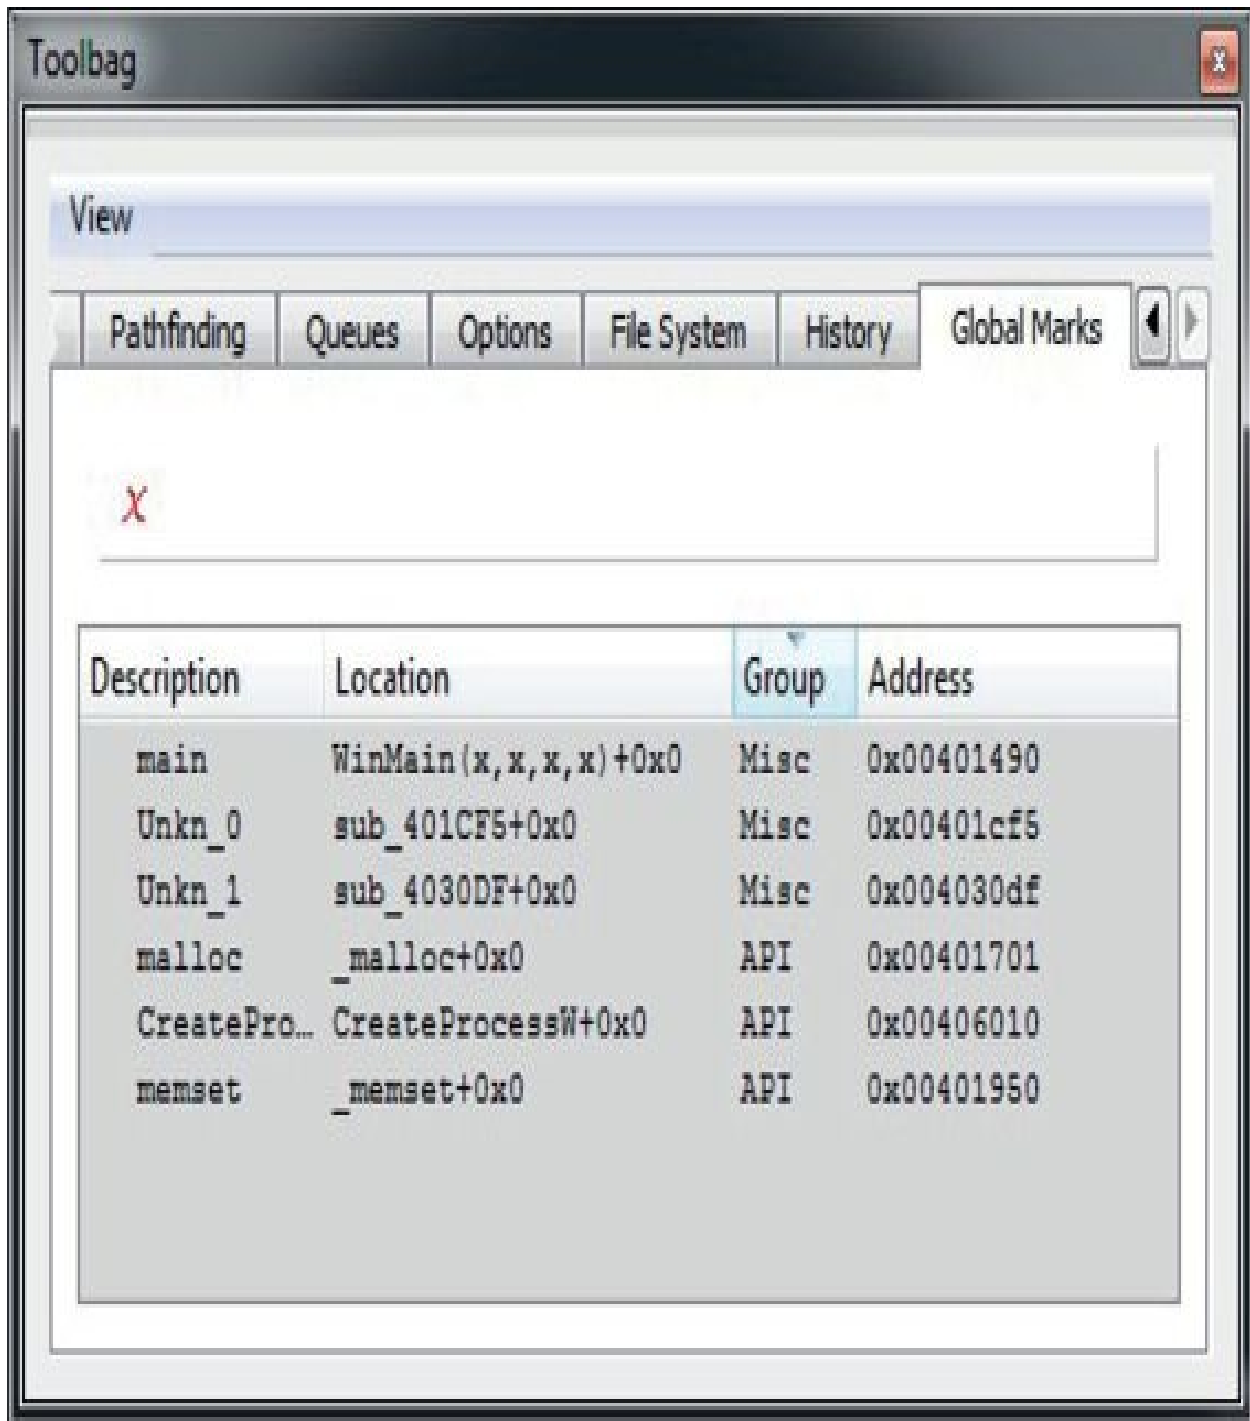 Toolbag
x
View
Pathfinding Queues Options File System History Global Marks
X
Description Location Group Address
main WinMain(x,x,x,x)+0x0 Misc 0x00401490
Unkn_0 sub_401CF5+0x0 Misc 0x00401cf5
Unkn_1 sub_4030DF+0x0 Misc 0x004030df
malloc _malloc+0x0 API 0x00401701
CreatePro... CreateProcessW+0x0 API 0x00406010
memset _memset+0x0 API 0x00401950